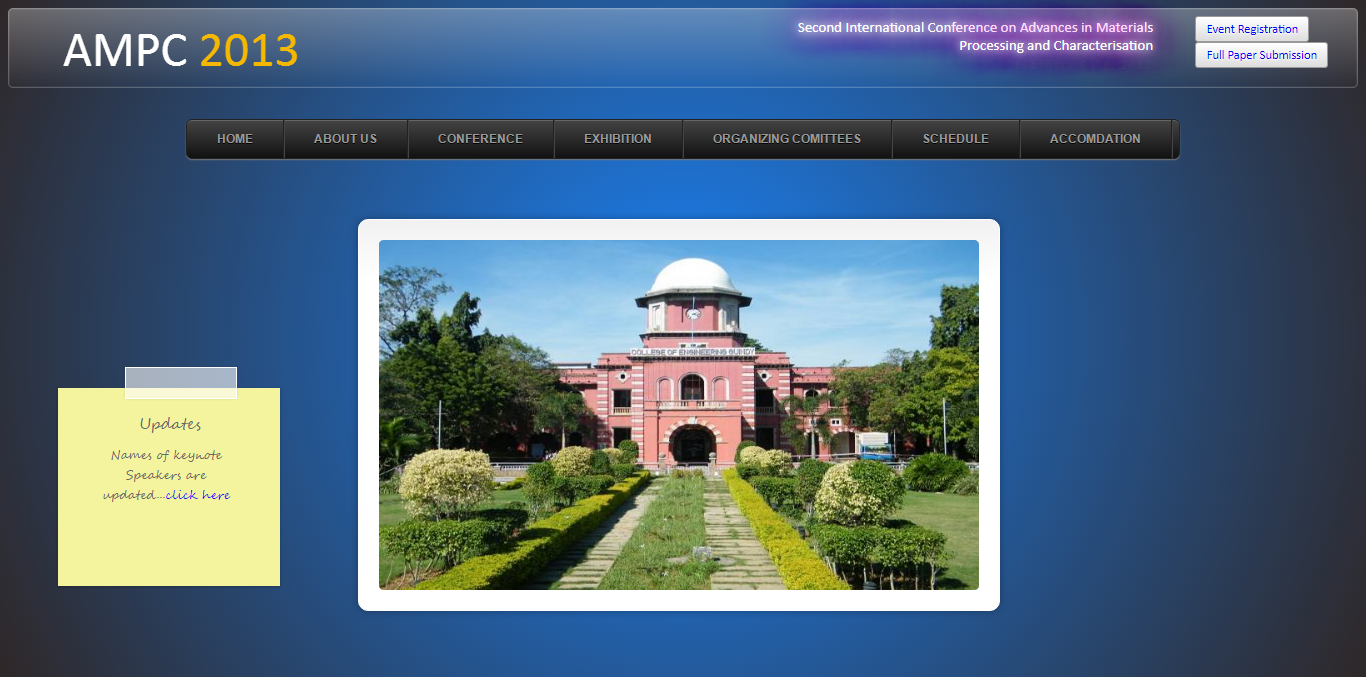 AMPC 2013
Second International Conference on Advances in Materials
Processing and Characterisation
Event Registration
Full Paper Submission
HOME ABOUT US CONFERENCE EXHIBITION ORGANIZING COMITTEES SCHEDULE ACCOMDATION
COLLEGE OF ENGINEERING GUINDY
Updates
Names of keynote
Speakers are
updated...click here